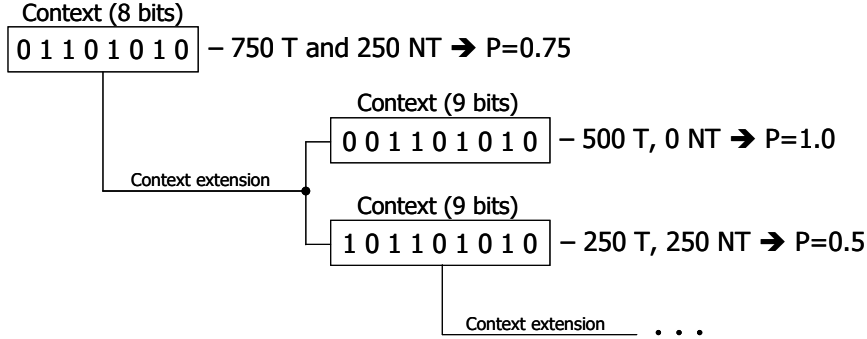 Context (8 bits)
0 1 1 0 1 0 1 0 – 750 T and 250 NT ➔ P=0.75
Context (9 bits)
0 0 1 1 0 1 0 1 0 – 500 T, 0 NT ➔ P=1.0
Context extension
Context (9 bits)
1 0 1 1 0 1 0 1 0 – 250 T, 250 NT ➔ P=0.5
Context extension . . .